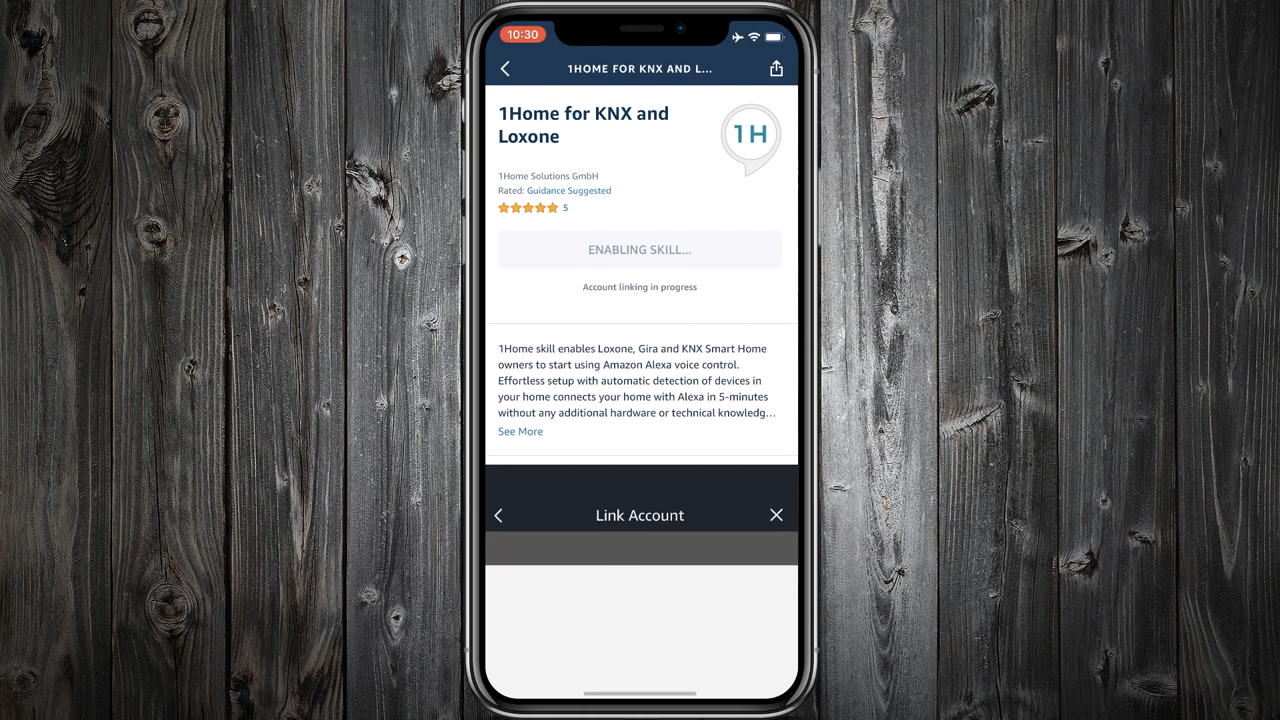 10:30
1HOME FOR KNX AND L...
1Home for KNX and
Loxone
1H
1Home Solutions GmbH
Rated: Guidance Suggested
5
ENABLING SKILL...
Account linking in progress
1Home skill enables Loxone, Gira and KNX Smart Home
owners to start using Amazon Alexa voice control.
Effortless setup with automatic detection of devices in
your home connects your home with Alexa in 5-minutes
without any additional hardware or technical knowledg...
See More
Link Account